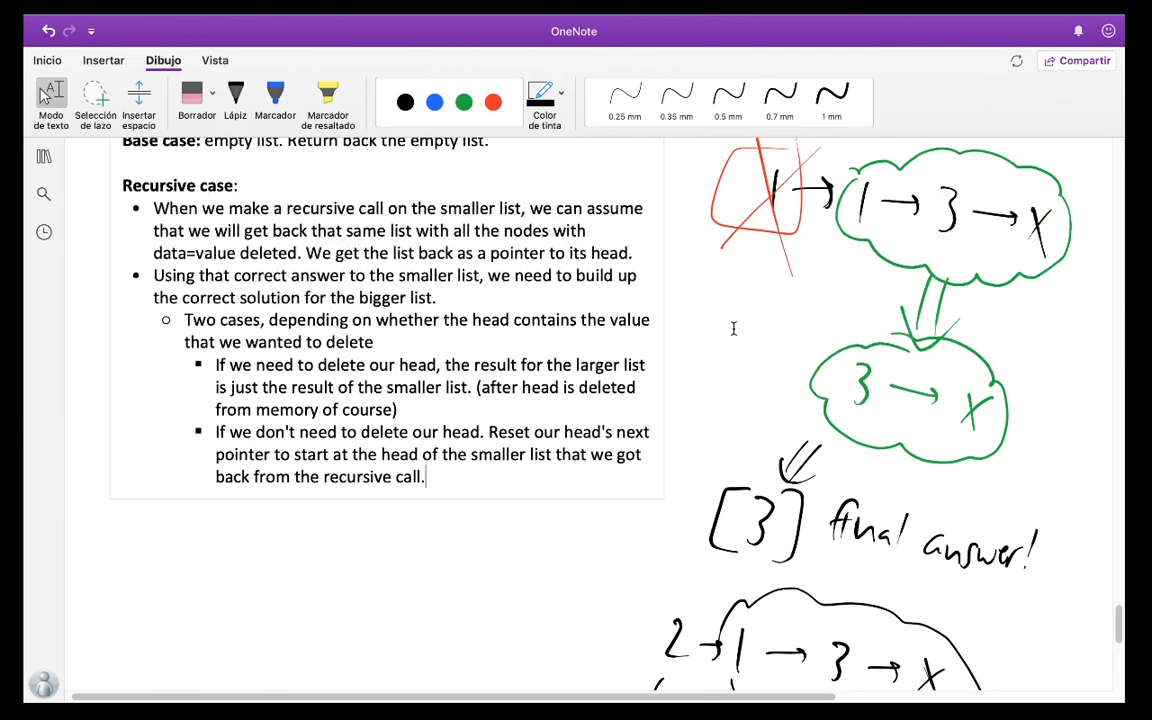 OneNote
Inicio
Insertar
Dibujo
Vista
Compartir
Modo
de texto
Selección
de lazo
Insertar
espacio
Borrador
Lápiz
Marcador
Marcador
de resaltado
Color
de tinta
0.25 mm
0.35 mm
0.5 mm
0.7 mm
1 mm
Base case: empty list. Return back the empty list.
Recursive case:
• When we make a recursive call on the smaller list, we can assume
that we will get back that same list with all the nodes with
data=value deleted. We get the list back as a pointer to its head.
• Using that correct answer to the smaller list, we need to build up
the correct solution for the bigger list.
○ Two cases, depending on whether the head contains the value
that we wanted to delete
▪ If we need to delete our head, the result for the larger list
is just the result of the smaller list. (after head is deleted
from memory of course)
▪ If we don't need to delete our head. Reset our head's next
pointer to start at the head of the smaller list that we got
back from the recursive call.
1 → 1 → 3 → X
3 → X
[3] final answer!
2 → 1 → 3 → X